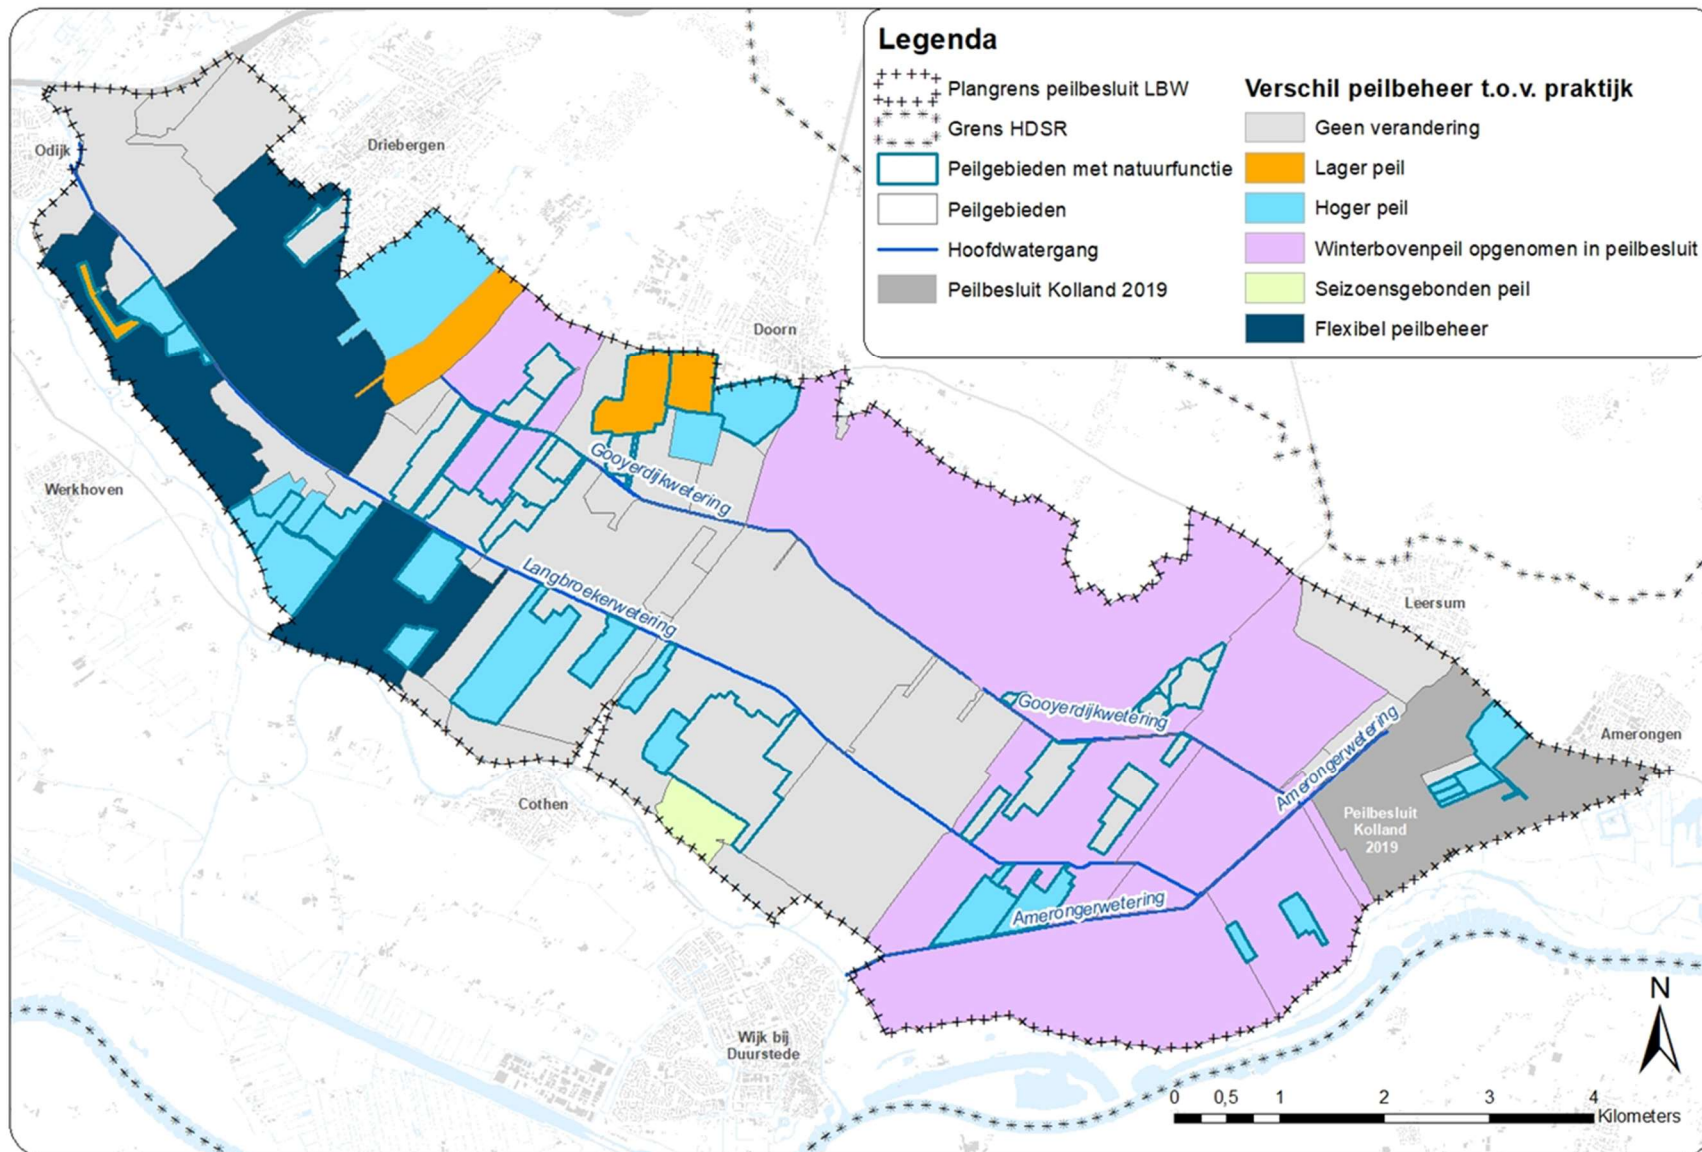 Legenda
Plangrens peilbesluit LBW
Grens HDSR
Peilgebieden met natuurfunctie
Peilgebieden
Hoofdwatergang
Peilbesluit Kolland 2019
Verschil peilbeheer t.o.v. praktijk
Geen verandering
Lager peil
Hoger peil
Winterbovenpeil opgenomen in peilbesluit
Seizoensgebonden peil
Flexibel peilbeheer
Odijk
Driebergen
Doorn
Werkhoven
Gooyerdijkwetering
Langbroekerwetering
Leersum
Gooyerdijkwetering
Amerongen
Amerongerwetering
Cothen
Peilbesluit
Kolland
2019
Amerongerwetering
Wijk bij
Duurstede
N
0 0,5 1 2 3 4
Kilometers